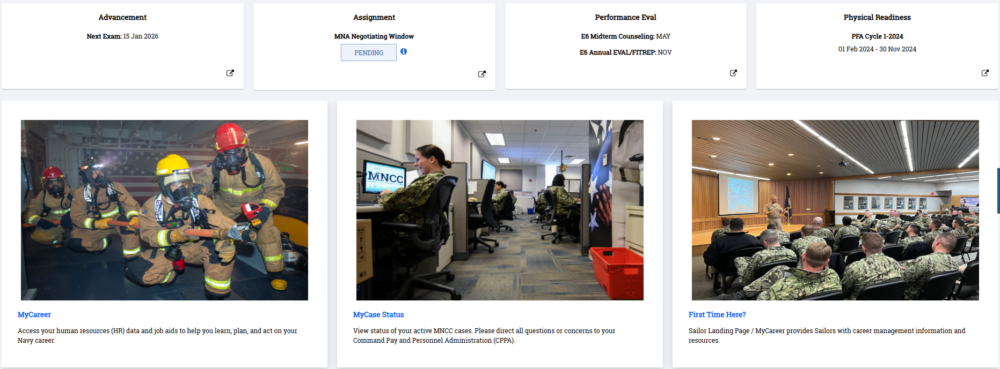 Advancement
Next Exam: 15 Jan 2026
Assignment
MNA Negotiating Window
PENDING
Performance Eval
E6 Midterm Counseling: MAY
E6 Annual EVAL/FITREP: NOV
Physical Readiness
PFA Cycle 1-2024
01 Feb 2024 - 30 Nov 2024
MNCC
MyCareer
Access your human resources (HR) data and job aids to help you learn, plan, and act on your
Navy career.
MyCase Status
View status of your active MNCC cases. Please direct all questions or concerns to your
Command Pay and Personnel Administration (CPPA).
First Time Here?
Sailor Landing Page / MyCareer provides Sailors with career management information and
resources.